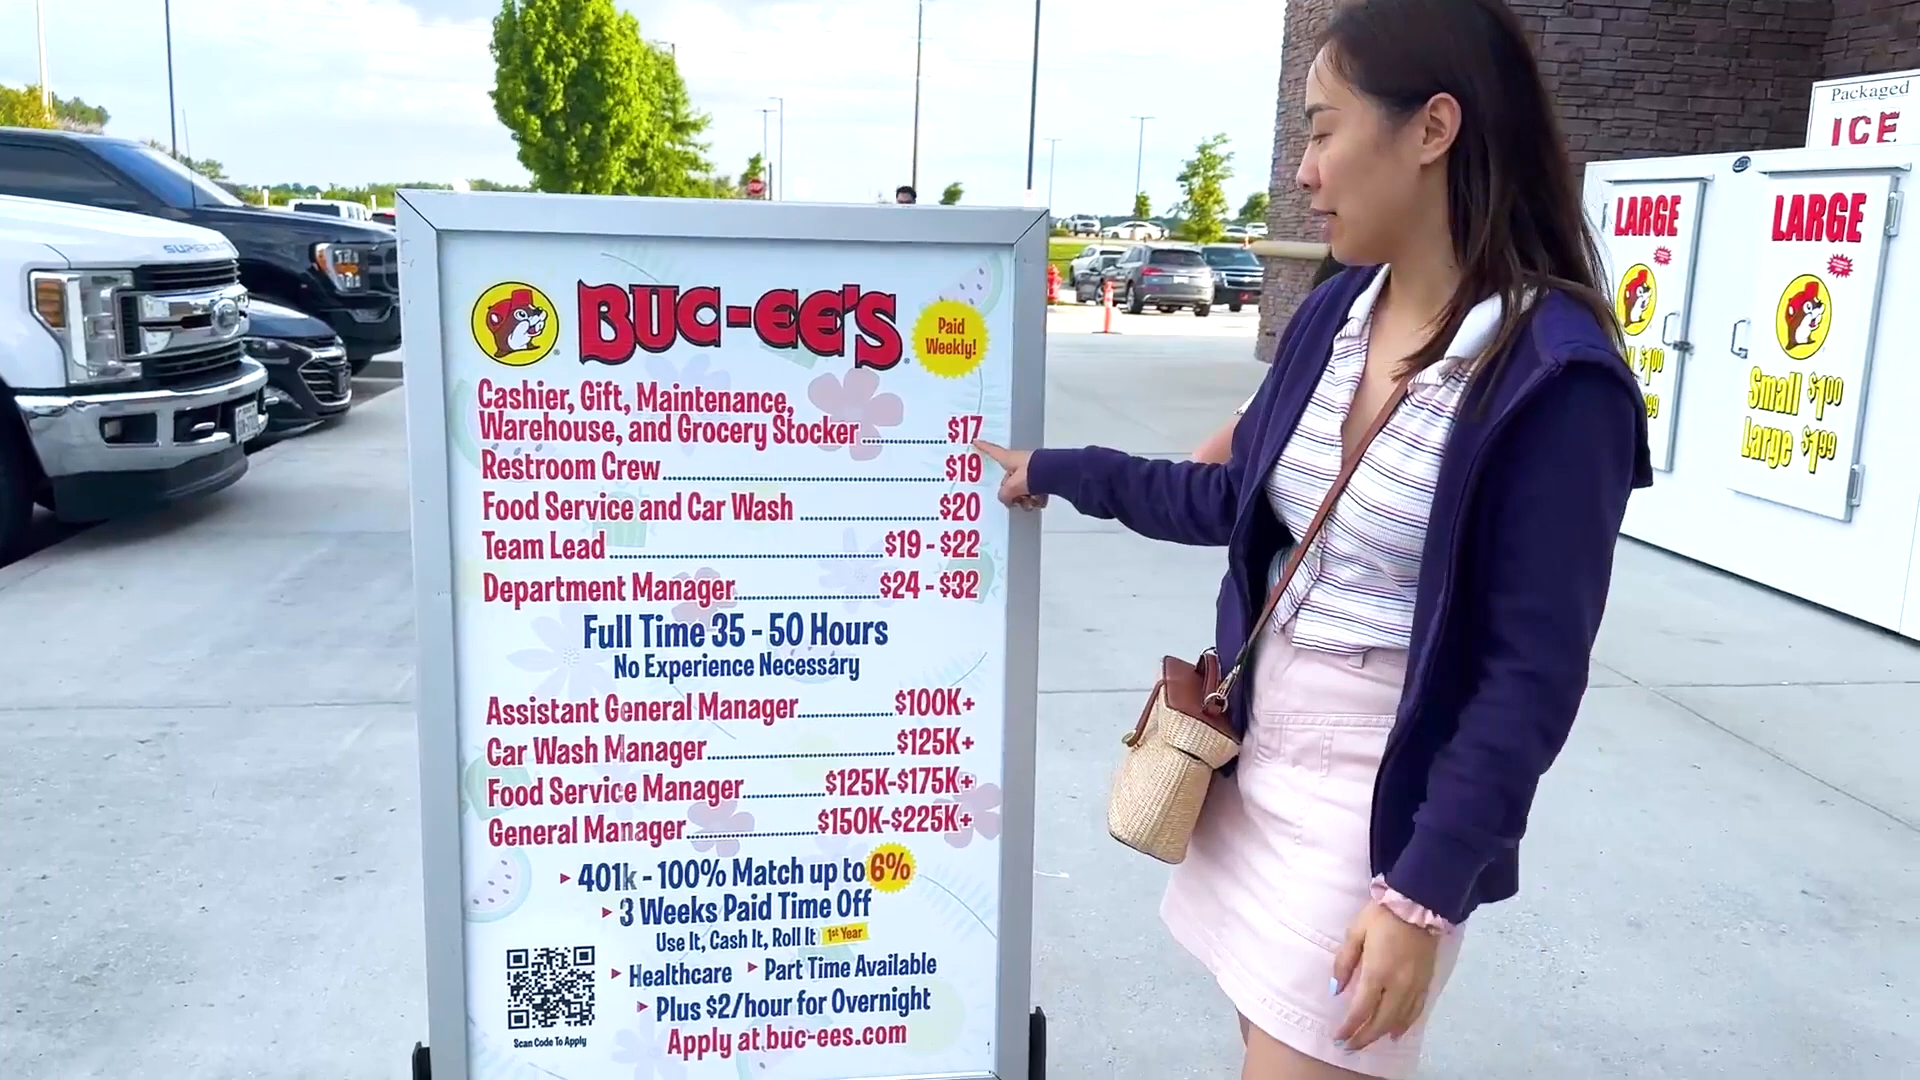 BUC-EE'S
Paid
Weekly!
Cashier, Gift, Maintenance,
Warehouse, and Grocery Stocker $17
Restroom Crew $19
Food Service and Car Wash $20
Team Lead $19 - $22
Department Manager $24 - $32
Full Time 35 - 50 Hours
No Experience Necessary
Assistant General Manager $100K+
Car Wash Manager $125K+
Food Service Manager $125K-$175K+
General Manager $150K-$225K+
401k - 100% Match up to 6%
3 Weeks Paid Time Off
Use It, Cash It, Roll It 1st Year
Healthcare Part Time Available
Plus $2/hour for Overnight
Apply at buc-ees.com
Scan Code To Apply
Packaged
ICE
LARGE
LARGE
Small $1.00
Large $1.99